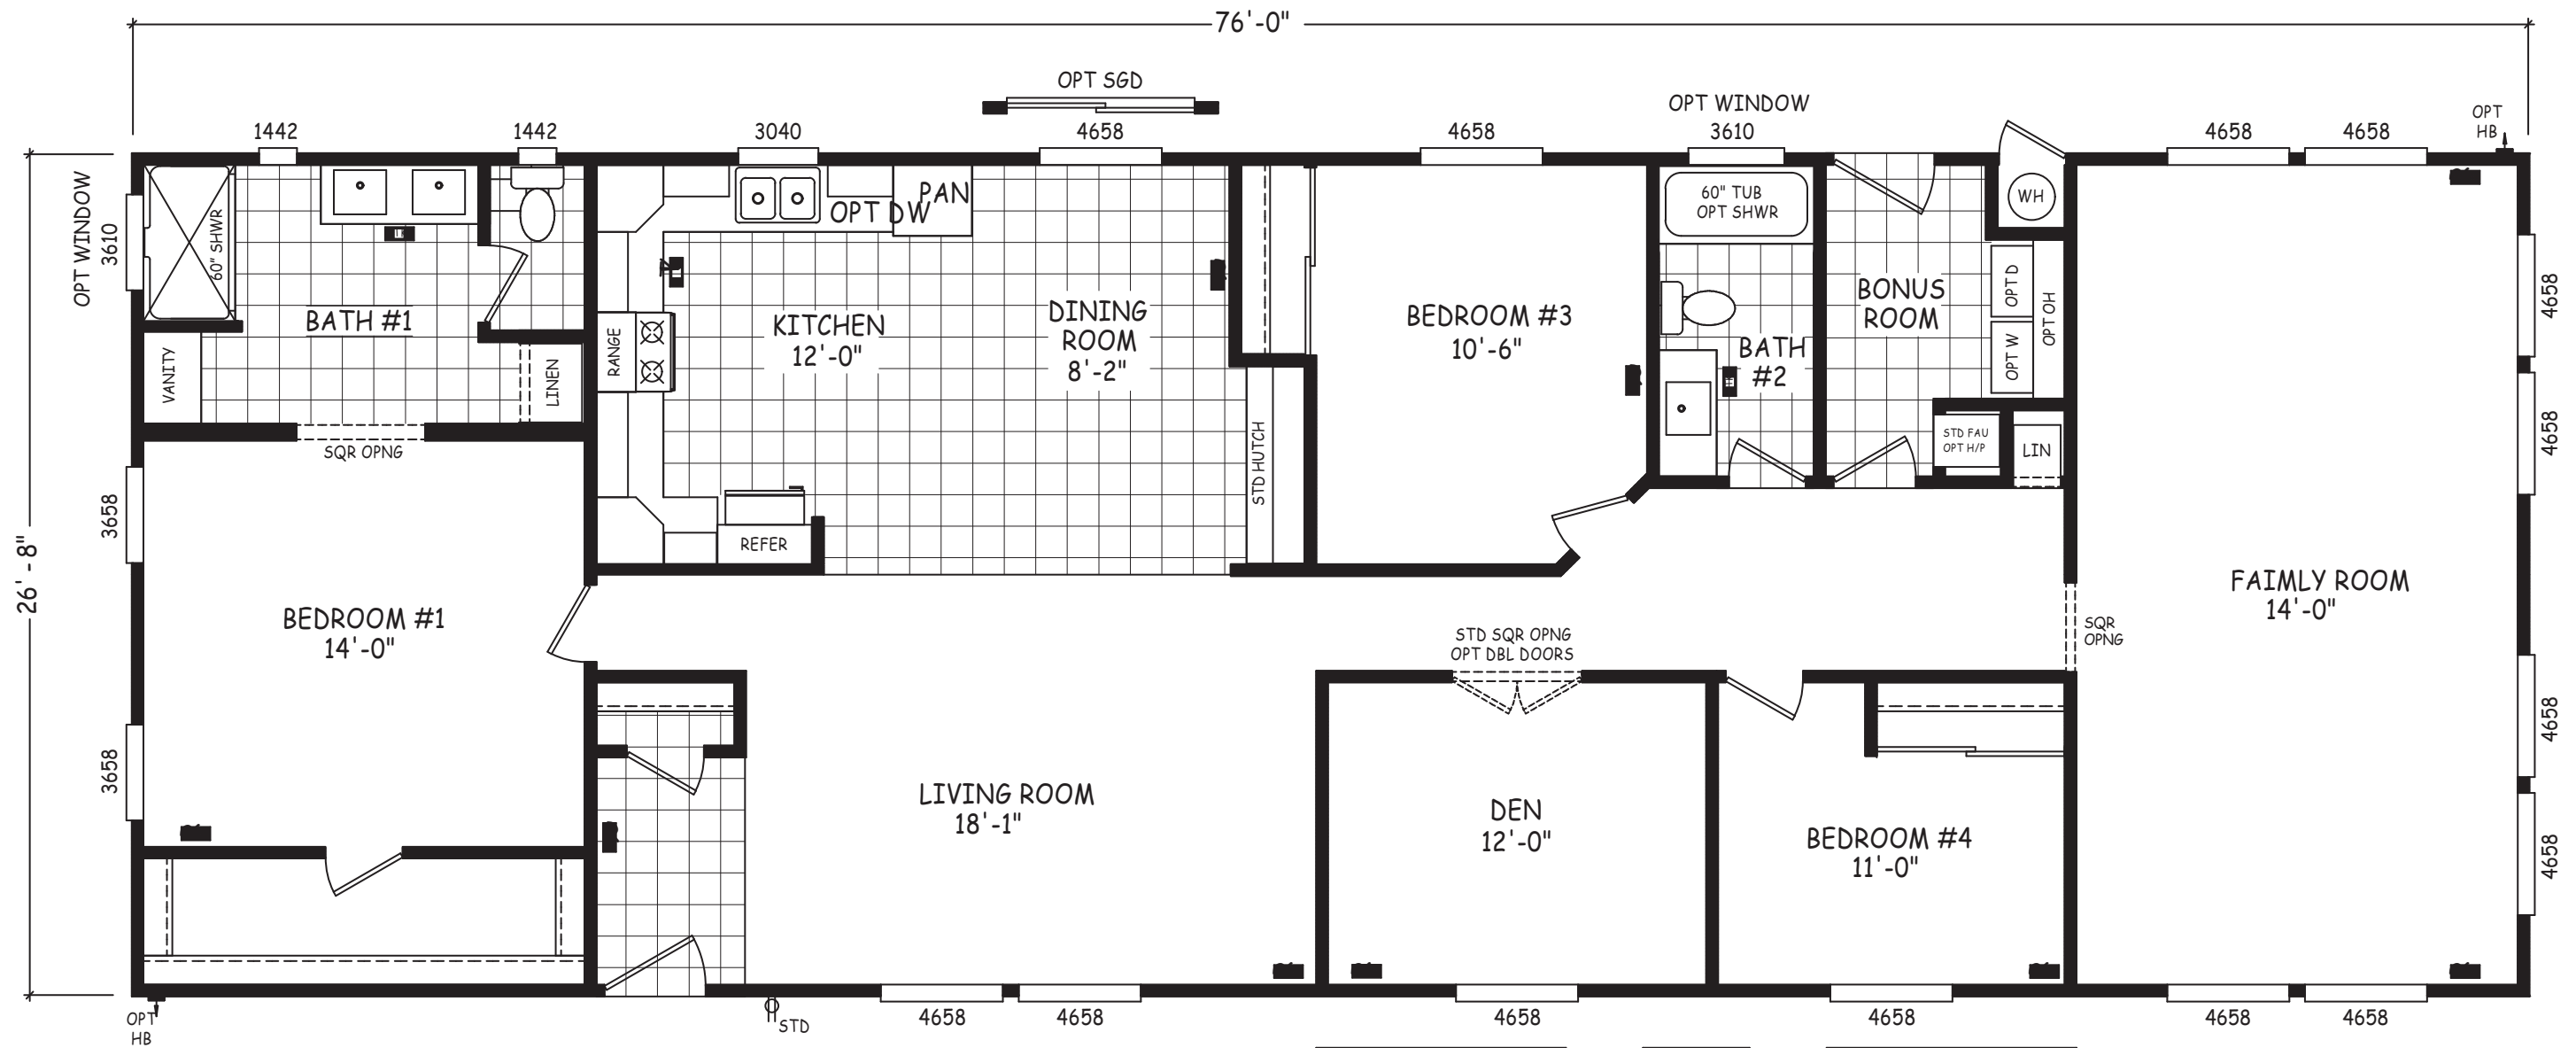 76'-0"
OPT SGD
OPT WINDOW
OPT
HB
1442
1442
3040
4658
4658
3610
4658
4658
OPT WINDOW
3610
60" SHWR
PAN
OPT DW
60" TUB
OPT SHWR
WH
BATH #1
VANITY
LINEN
RANGE
KITCHEN
12'-0"
DINING
ROOM
8'-2"
BEDROOM #3
10'-6"
BATH
#2
BONUS
ROOM
OPT D
OPT W
OPT OH
4658
4658
STD FAU
OPT H/P
LIN
SQR OPNG
STD HUTCH
3658
REFER
26'-8"
BEDROOM #1
14'-0"
FAIMLY ROOM
14'-0"
SQR
OPNG
STD SQR OPNG
OPT DBL DOORS
3658
4658
LIVING ROOM
18'-1"
DEN
12'-0"
BEDROOM #4
11'-0"
4658
OPT
HB
STD
4658
4658
4658
4658
4658
4658